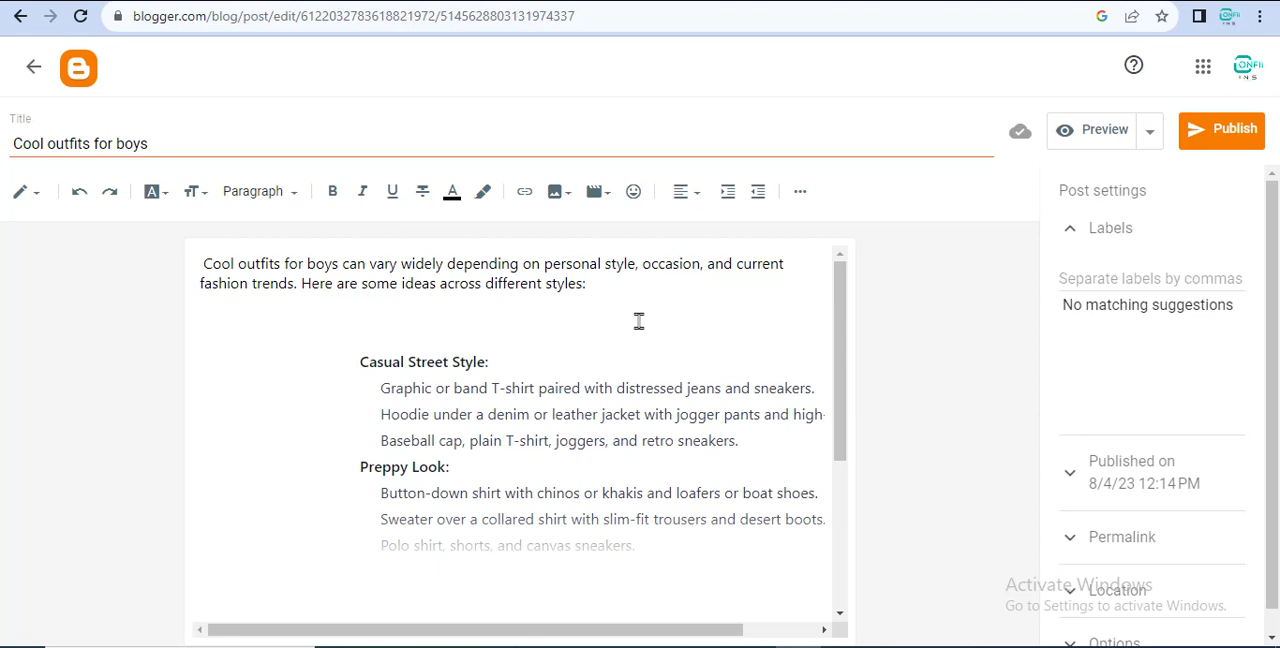 blogger.com/blog/post/edit/6122032783618821972/5145628803131974337
ONFII
INS
Title
Cool outfits for boys
Preview
Publish
Paragraph
B I U T A
Post settings
Labels
Separate labels by commas
No matching suggestions
Published on
8/4/23 12:14 PM
Permalink
Location
Options
Cool outfits for boys can vary widely depending on personal style, occasion, and current
fashion trends. Here are some ideas across different styles:
Casual Street Style:
Graphic or band T-shirt paired with distressed jeans and sneakers.
Hoodie under a denim or leather jacket with jogger pants and high-
Baseball cap, plain T-shirt, joggers, and retro sneakers.
Preppy Look:
Button-down shirt with chinos or khakis and loafers or boat shoes.
Sweater over a collared shirt with slim-fit trousers and desert boots.
Polo shirt, shorts, and canvas sneakers.
Activate Windows
Go to Settings to activate Windows.